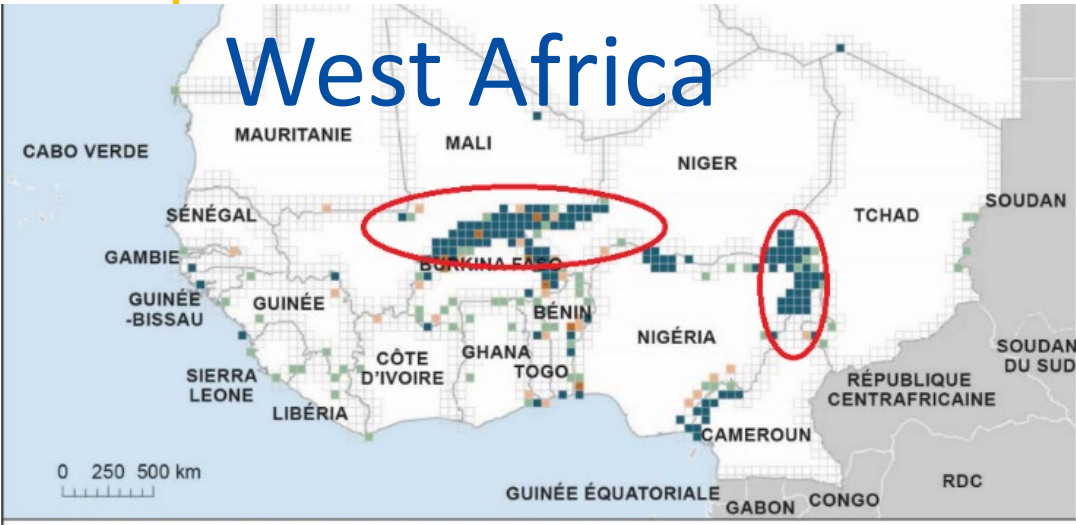 West Africa
MAURITANIE
MALI
CABO VERDE
NIGER
SOUDAN
SÉNÉGAL
TCHAD
GAMBIE
BURKINA FASO
GUINÉE
-BISSAU
GUINÉE
BÉNIN
NIGÉRIA
CÔTE
D'IVOIRE
GHANA
TOGO
SOUDAN
DU SUD
SIERRA
LEONE
RÉPUBLIQUE
CENTRAFRICAINE
LIBÉRIA
CAMEROUN
0 250 500 km
GUINÉE ÉQUATORIALE
GABON
CONGO
RDC